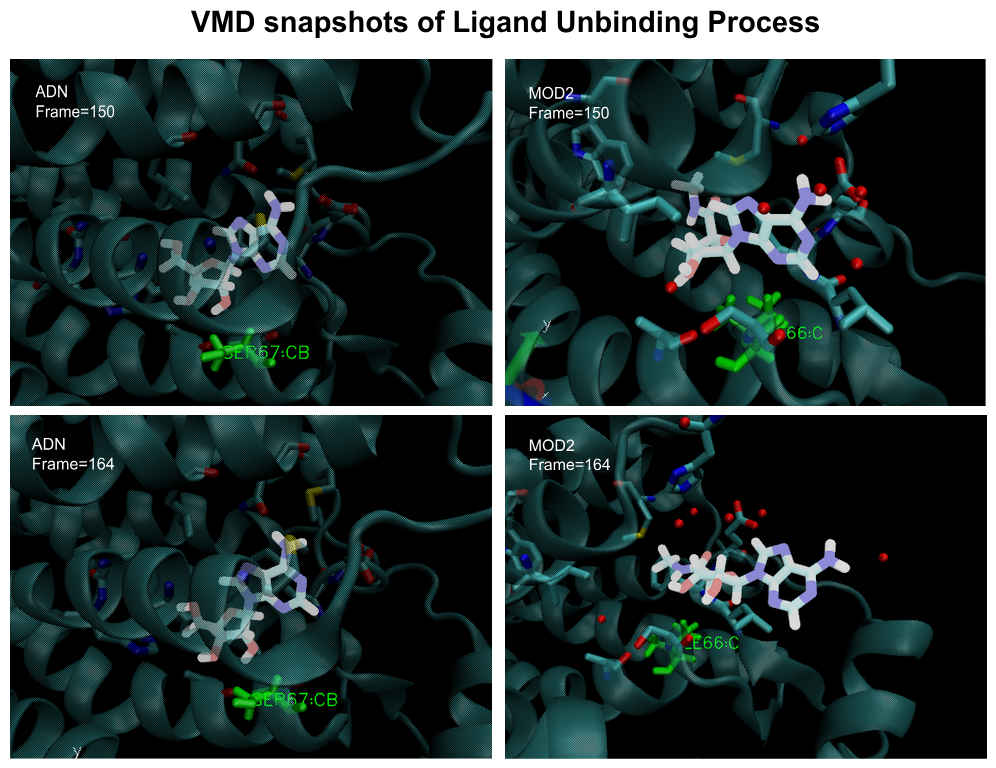 VMD snapshots of Ligand Unbinding Process
ADN
Frame=150
SER67:CB
MOD2
Frame=150
66:C
y
x
ADN
Frame=164
SER67:CB
y
MOD2
Frame=164
LE66:C